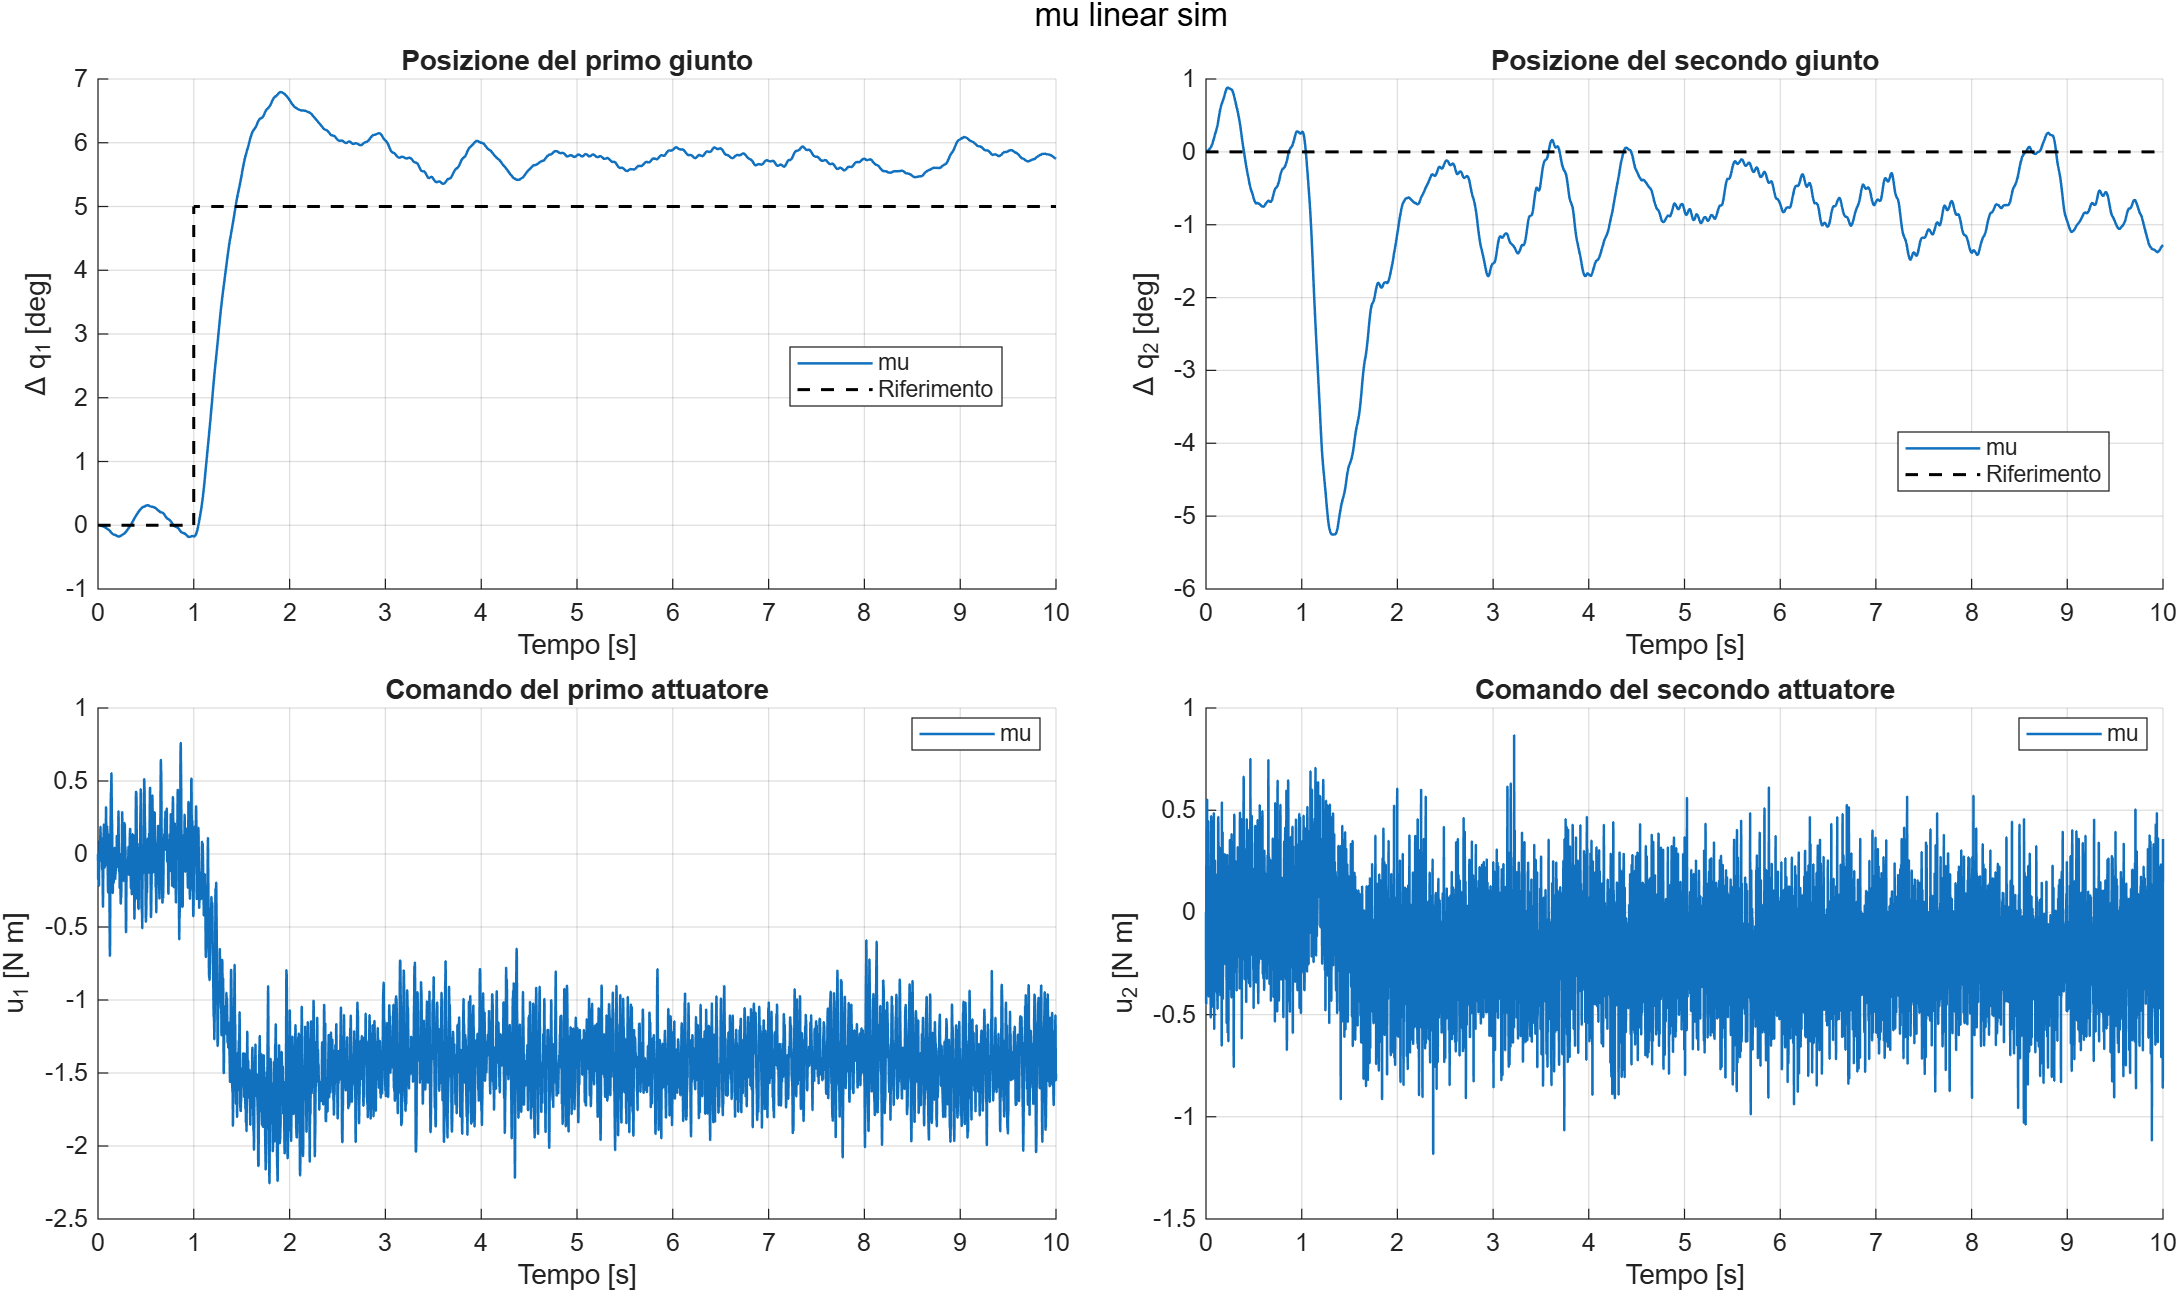 mu linear sim
Posizione del primo giunto
7
6
5
4
3
2
1
0
-1
Δ q1 [deg]
mu
Riferimento
0 1 2 3 4 5 6 7 8 9 10
Tempo [s]
Posizione del secondo giunto
1
0
-1
-2
-3
-4
-5
-6
Δ q2 [deg]
mu
Riferimento
0 1 2 3 4 5 6 7 8 9 10
Tempo [s]
Comando del primo attuatore
1
0.5
0
-0.5
-1
-1.5
-2
-2.5
u1 [N m]
mu
0 1 2 3 4 5 6 7 8 9 10
Tempo [s]
Comando del secondo attuatore
1
0.5
0
-0.5
-1
-1.5
u2 [N m]
mu
0 1 2 3 4 5 6 7 8 9 10
Tempo [s]